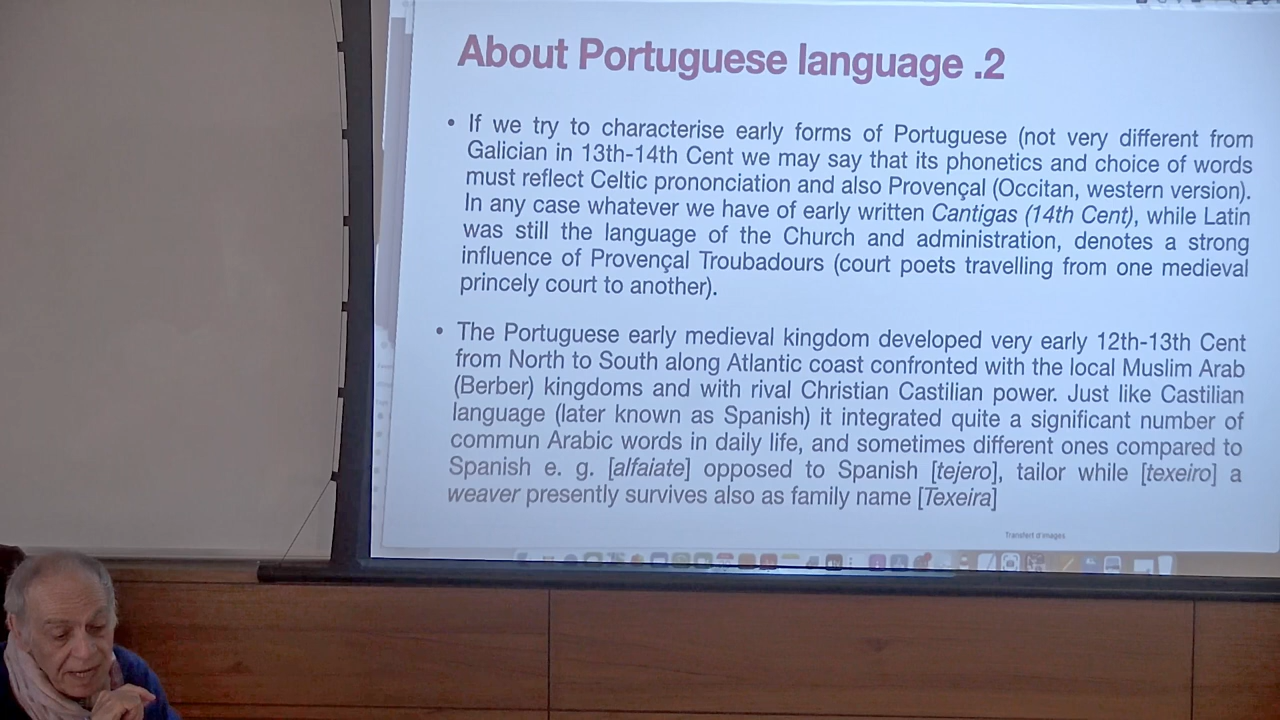 About Portuguese language .2
• If we try to characterise early forms of Portuguese (not very different from
Galician in 13th-14th Cent we may say that its phonetics and choice of words
must reflect Celtic prononciation and also Provençal (Occitan, western version).
In any case whatever we have of early written Cantigas (14th Cent), while Latin
was still the language of the Church and administration, denotes a strong
influence of Provençal Troubadours (court poets travelling from one medieval
princely court to another).
• The Portuguese early medieval kingdom developed very early 12th-13th Cent
from North to South along Atlantic coast confronted with the local Muslim Arab
(Berber) kingdoms and with rival Christian Castilian power. Just like Castilian
language (later known as Spanish) it integrated quite a significant number of
commun Arabic words in daily life, and sometimes different ones compared to
Spanish e. g. [alfaiate] opposed to Spanish [tejero], tailor while [texeiro] a
weaver presently survives also as family name [Texeira]
Transfert d'images